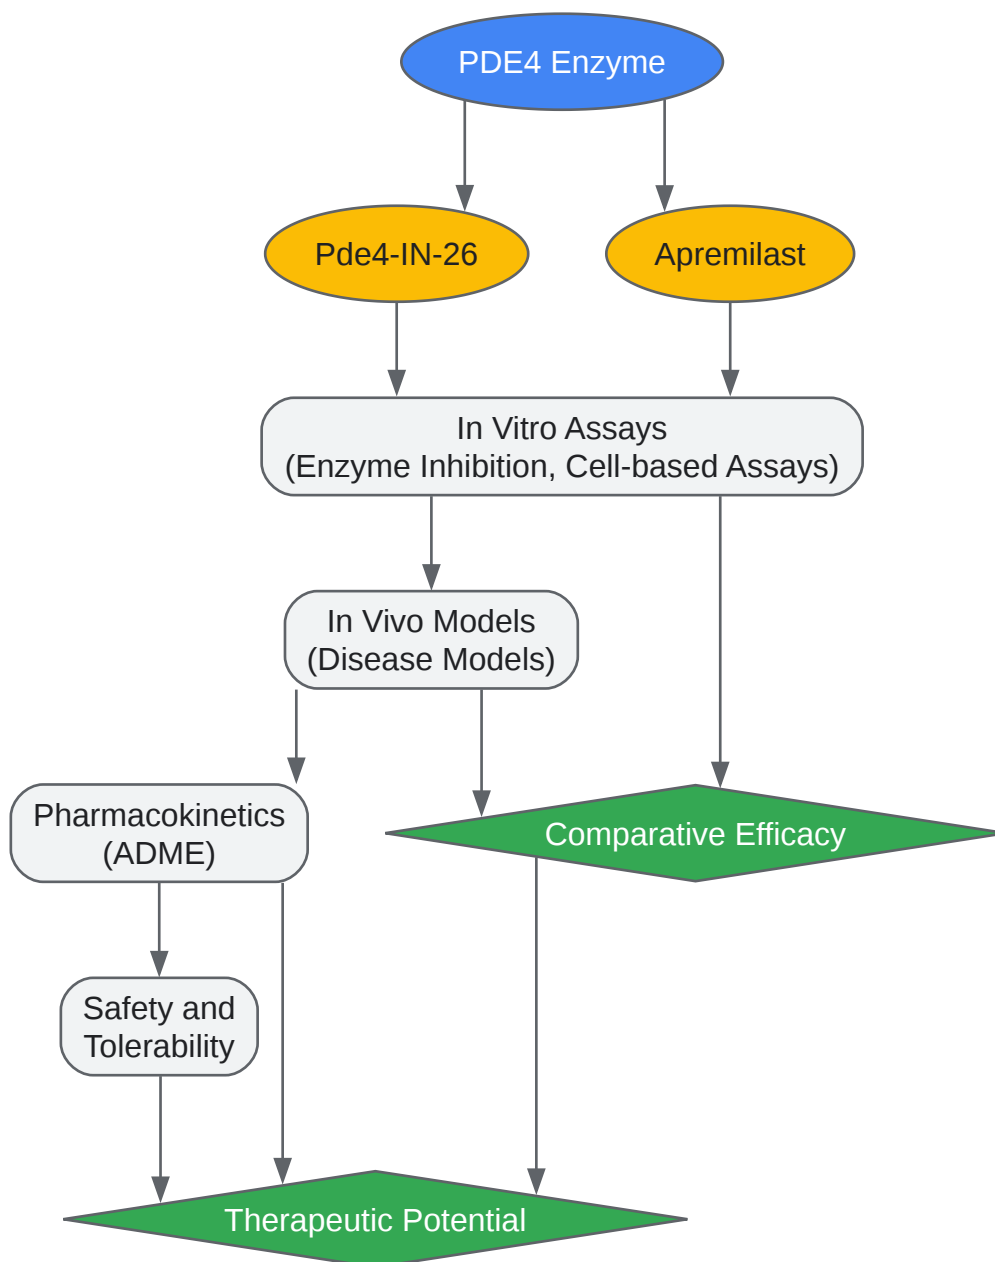 PDE4 Enzyme
Pde4-IN-26
Apremilast
In Vitro Assays
(Enzyme Inhibition, Cell-based Assays)
In Vivo Models
(Disease Models)
Pharmacokinetics
(ADME)
Comparative Efficacy
Safety and
Tolerability
Therapeutic Potential